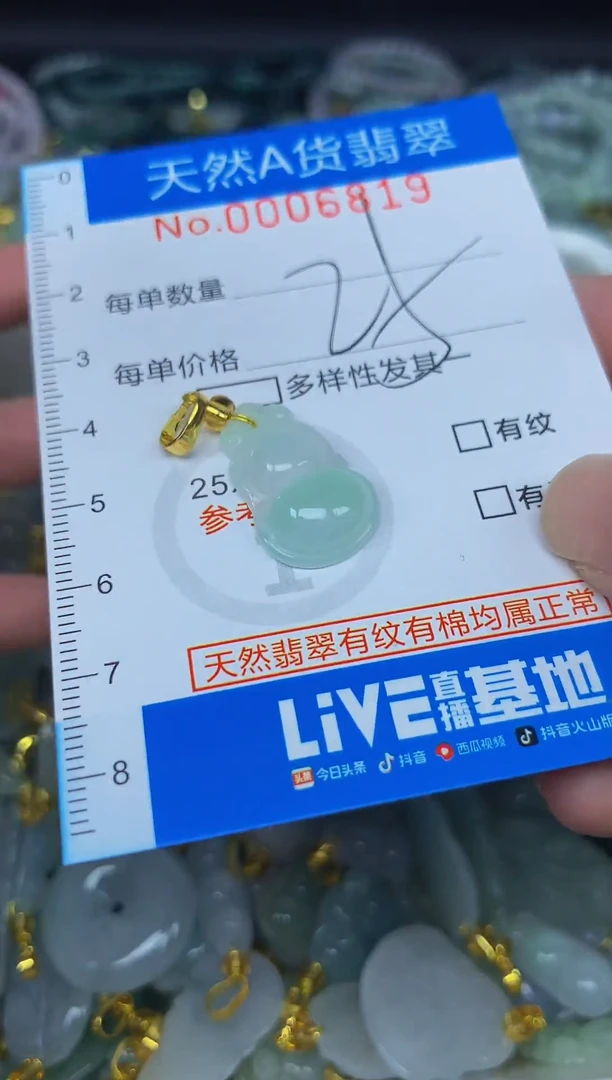 天然A货翡翠
No.0006819
0
1
2
3
4
5
6
7
8
每单数量
每单价格
多样性发其
有纹
25.
有
参考
天然翡翠有纹有棉均属正常
LiVE直播基地
头条 今日头条 抖音 西瓜视频 抖音火山版